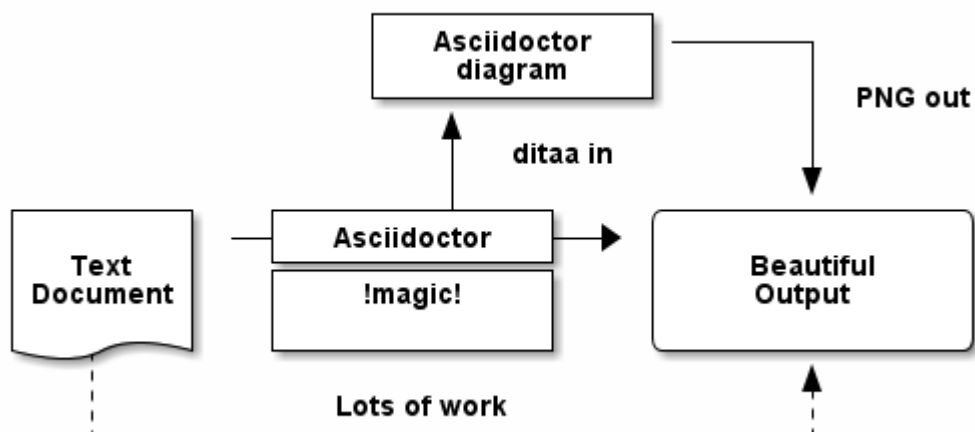 Asciidoctor
diagram
PNG out
ditaa in
Text
Document
Asciidoctor
!magic!
Beautiful
Output
Lots of work